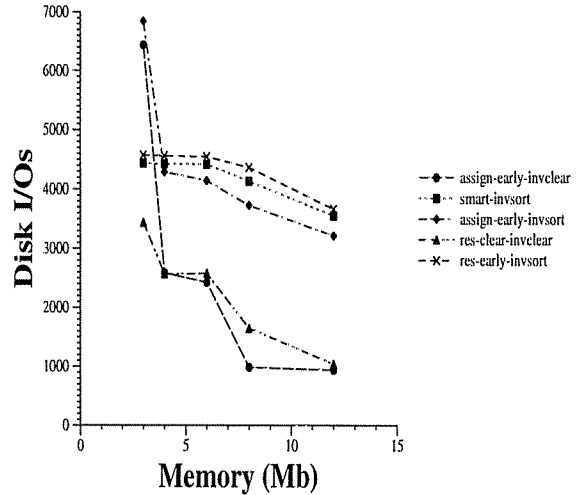 7000
6000
5000
4000
3000
2000
1000
0
Disk I/Os
0 5 10 15
Memory (Mb)
assign-early-invclear
smart-invsort
assign-early-invsort
res-clear-invclear
res-early-invsort